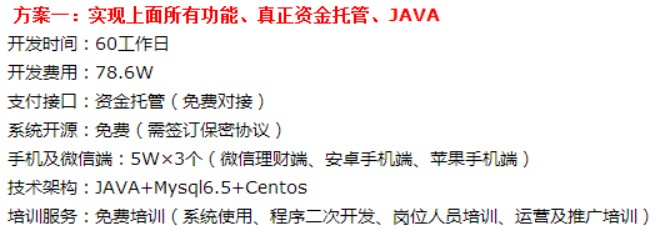 方案一：实现上面所有功能、真正资金托管、JAVA
开发时间：60工作日
开发费用：78.6W
支付接口：资金托管（免费对接）
系统开源：免费（需签订保密协议）
手机及微信端：5W×3个（微信理财端、安卓手机端、苹果手机端）
技术架构：JAVA+Mysql6.5+Centos
培训服务：免费培训（系统使用、程序二次开发、岗位人员培训、运营及推广培训）